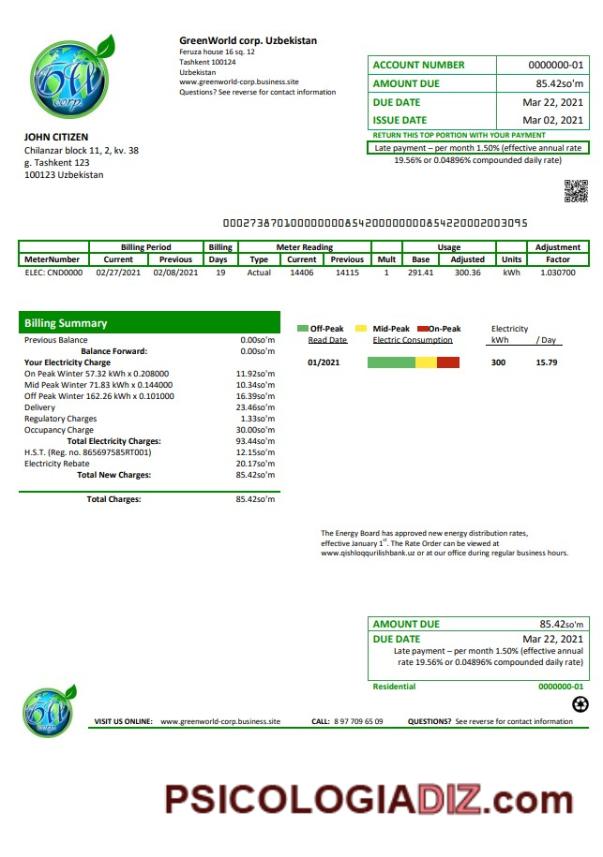 GreenWorld corp. Uzbekistan
Feruza house 16 sq. 12
Tashkent 100124
Uzbekistan
www.greenworld-corp.business.site
Questions? See reverse for contact information
corp.
ACCOUNT NUMBER 0000000-01
AMOUNT DUE 85.42so'm
DUE DATE Mar 22, 2021
ISSUE DATE Mar 02, 2021
RETURN THIS TOP PORTION WITH YOUR PAYMENT
Late payment – per month 1.50% (effective annual rate
19.56% or 0.04896% compounded daily rate)
JOHN CITIZEN
Chilanzar block 11, 2, kv. 38
g. Tashkent 123
100123 Uzbekistan
Billing Period Billing Meter Reading Usage Adjustment
MeterNumber Current Previous Days Type Current Previous Mult Base Adjusted Units Factor
ELEC: CND0000 02/27/2021 02/08/2021 19 Actual 14406 14115 1 291.41 300.36 kWh 1.030700
Billing Summary
Previous Balance 0.00so'm
Balance Forward: 0.00so'm
Your Electricity Charge
On Peak Winter 57.32 kWh x 0.208000 11.92so'm
Mid Peak Winter 71.83 kWh x 0.144000 10.34so'm
Off Peak Winter 162.26 kWh x 0.101000 16.39so'm
Delivery 23.46so'm
Regulatory Charges 1.33so'm
Occupancy Charge 30.00so'm
Total Electricity Charges: 93.44so'm
H.S.T. (Reg. no. 865697585RT001) 12.15so'm
Electricity Rebate 20.17so'm
Total New Charges: 85.42so'm
Total Charges: 85.42so'm
Off-Peak Mid-Peak On-Peak Electricity
Read Date Electric Consumption kWh / Day
01/2021 300 15.79
The Energy Board has approved new energy distribution rates,
effective January 1st. The Rate Order can be viewed at
www.qishloqqurilishbank.uz or at our office during regular business hours.
AMOUNT DUE 85.42so'm
DUE DATE Mar 22, 2021
Late payment – per month 1.50% (effective annual
rate 19.56% or 0.04896% compounded daily rate)
Residential 0000000-01
VISIT US ONLINE: www.greenworld-corp.business.site CALL: 8 97 709 65 09 QUESTIONS? See reverse for contact information
PSICOLOGIADIZ.com